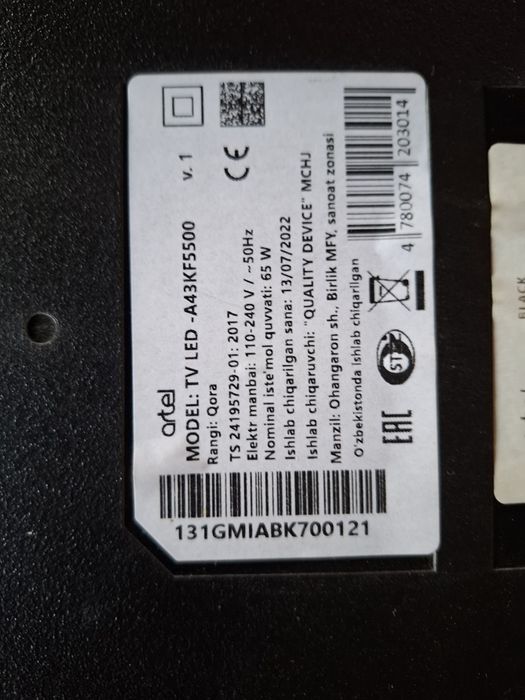 artel
MODEL: TV LED -A43KF5500 v. 1
Rangi: Qora
TS 24195729-01: 2017
Elektr manbai: 110-240 V / ~50Hz
Nominal iste'mol quvvati: 65 W
Ishlab chiqarilgan sana: 13/07/2022
Ishlab chiqaruvchi: "QUALITY DEVICE" MCHJ
Manzil: Ohangaron sh., Birlik MFY, sanoat zonasi
O'zbekistonda Ishlab chiqarilgan
EAC
ST
CE
4 780074 203014
131GMIABK700121
BLACK